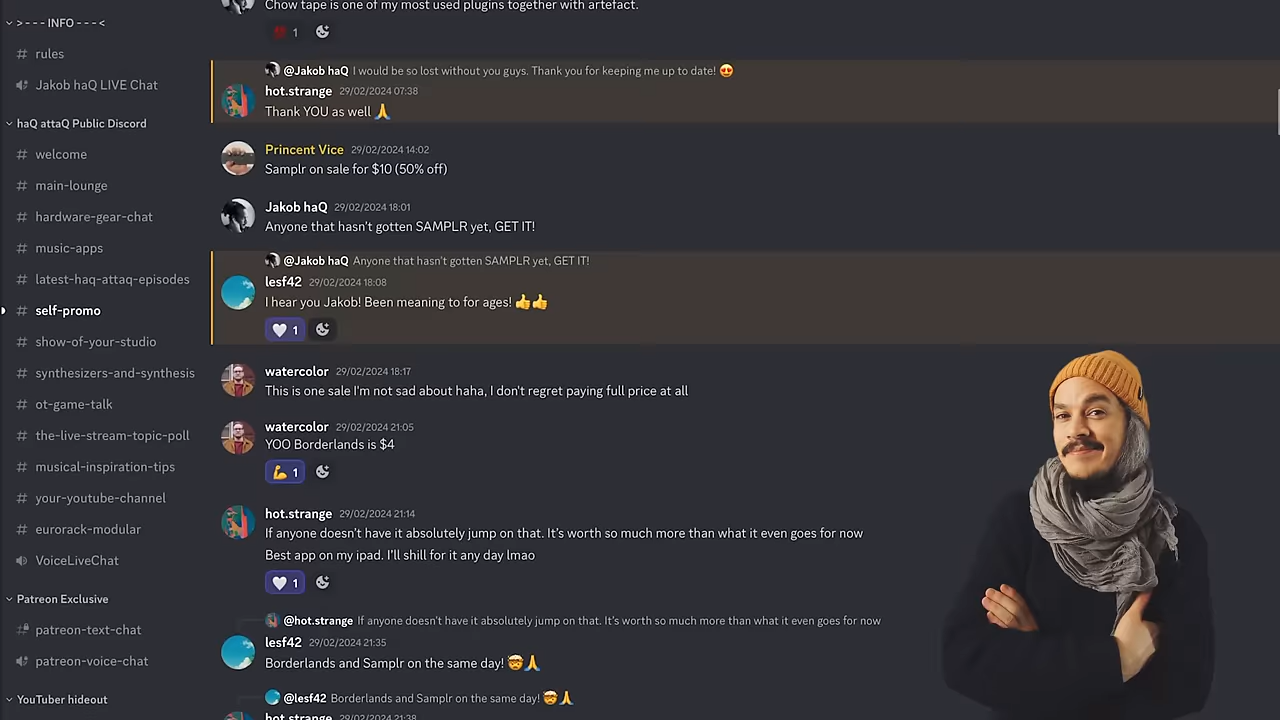 >--- INFO ---<
rules
Jakob haQ LIVE Chat
haQ attaQ Public Discord
welcome
main-lounge
hardware-gear-chat
music-apps
latest-haq-attaq-episodes
self-promo
show-of-your-studio
synthesizers-and-synthesis
ot-game-talk
the-live-stream-topic-poll
musical-inspiration-tips
your-youtube-channel
eurorack-modular
VoiceLiveChat
Patreon Exclusive
patreon-text-chat
patreon-voice-chat
YouTuber hideout
Chow tape is one of my most used plugins together with artefact.
1
@Jakob haQ I would be so lost without you guys. Thank you for keeping me up to date! 😍
hot.strange 29/02/2024 07:38
Thank YOU as well 🙏
Princent Vice 29/02/2024 14:02
Samplr on sale for $10 (50% off)
Jakob haQ 29/02/2024 18:01
Anyone that hasn't gotten SAMPLR yet, GET IT!
@Jakob haQ Anyone that hasn't gotten SAMPLR yet, GET IT!
lesf42 29/02/2024 18:08
I hear you Jakob! Been meaning to for ages! 👍👍
🤍 1
watercolor 29/02/2024 18:17
This is one sale I'm not sad about haha, I don't regret paying full price at all
watercolor 29/02/2024 21:05
YOO Borderlands is $4
💪 1
hot.strange 29/02/2024 21:14
If anyone doesn't have it absolutely jump on that. It's worth so much more than what it even goes for now
Best app on my ipad. I'll shill for it any day lmao
🤍 1
@hot.strange If anyone doesn't have it absolutely jump on that. It's worth so much more than what it even goes for now
lesf42 29/02/2024 21:35
Borderlands and Samplr on the same day! 🤯🙏
@lesf42 Borderlands and Samplr on the same day! 🤯🙏
hot.strange 29/02/2024 21:38